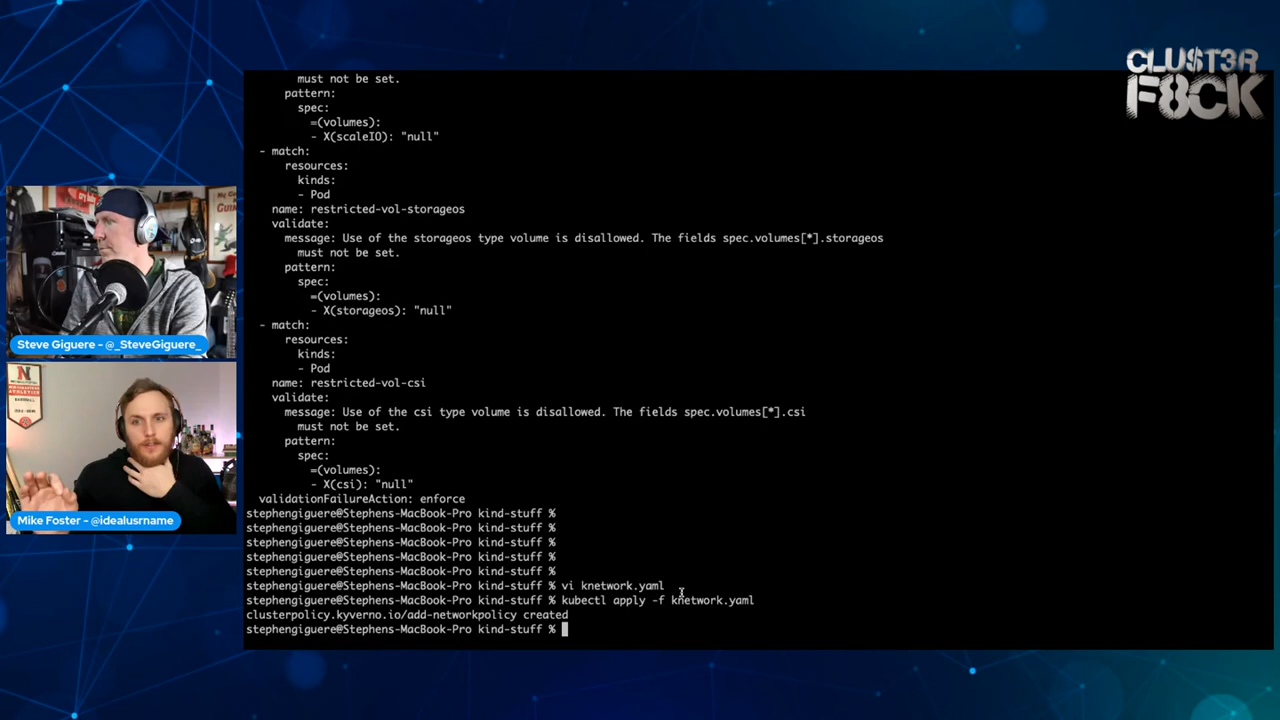 CLUST3R
F8CK
must not be set.
pattern:
spec:
=(volumes):
- X(scaleIO): "null"
- match:
resources:
kinds:
- Pod
name: restricted-vol-storageos
validate:
message: Use of the storageos type volume is disallowed. The fields spec.volumes[*].storageos
must not be set.
pattern:
spec:
=(volumes):
- X(storageos): "null"
- match:
resources:
kinds:
- Pod
name: restricted-vol-csi
validate:
message: Use of the csi type volume is disallowed. The fields spec.volumes[*].csi
must not be set.
pattern:
spec:
=(volumes):
- X(csi): "null"
validationFailureAction: enforce
stephengiguere@Stephens-MacBook-Pro kind-stuff %
stephengiguere@Stephens-MacBook-Pro kind-stuff %
stephengiguere@Stephens-MacBook-Pro kind-stuff %
stephengiguere@Stephens-MacBook-Pro kind-stuff %
stephengiguere@Stephens-MacBook-Pro kind-stuff %
stephengiguere@Stephens-MacBook-Pro kind-stuff % vi knetwork.yaml
stephengiguere@Stephens-MacBook-Pro kind-stuff % kubectl apply -f knetwork.yaml
clusterpolicy.kyverno.io/add-networkpolicy created
stephengiguere@Stephens-MacBook-Pro kind-stuff %
Steve Giguere - @_SteveGiguere_
Mike Foster - @idealusrname